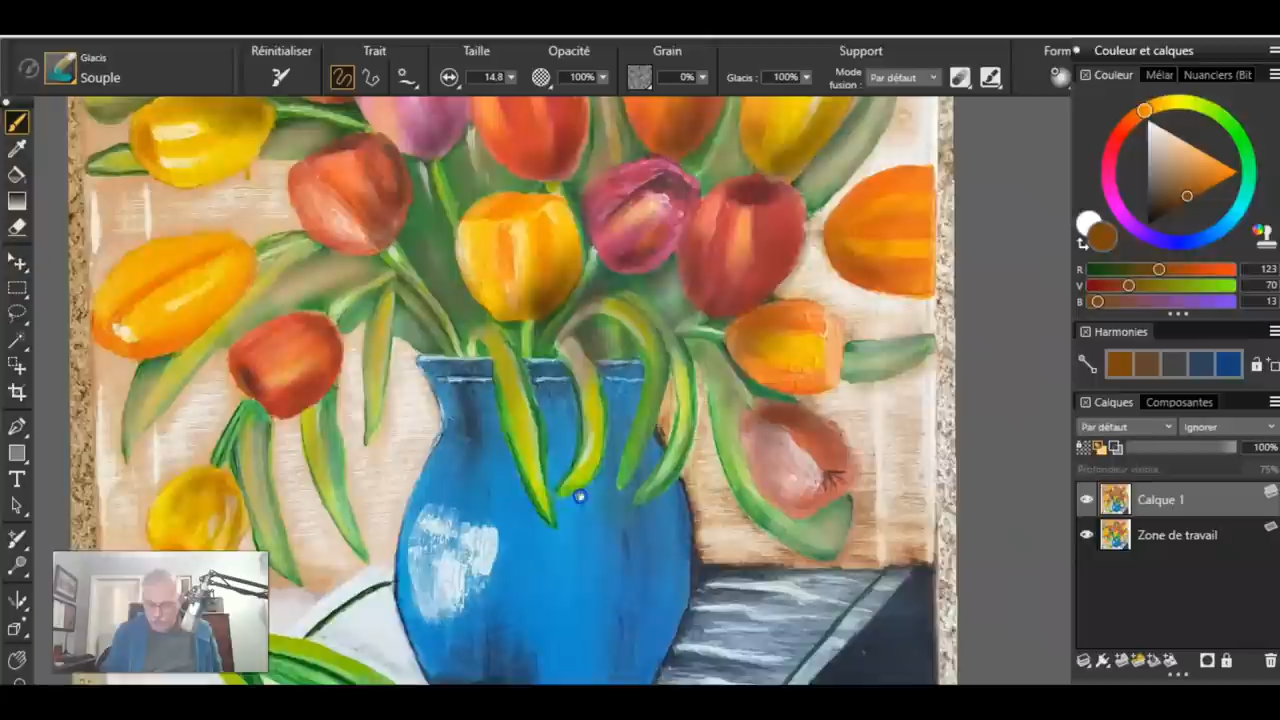 Glacis
Souple
Réinitialiser
Trait
Taille
14.8
Opacité
100%
Grain
0%
Glacis : 100%
Support
Mode
fusion :
Par défaut
Form
Couleur et calques
Couleur
Mélar
Nuanciers (Bit
R
123
V
70
B
13
Harmonies
Calques
Composantes
Par défaut
Ignorer
100%
Profondeur visible
75%
Calque 1
Zone de travail